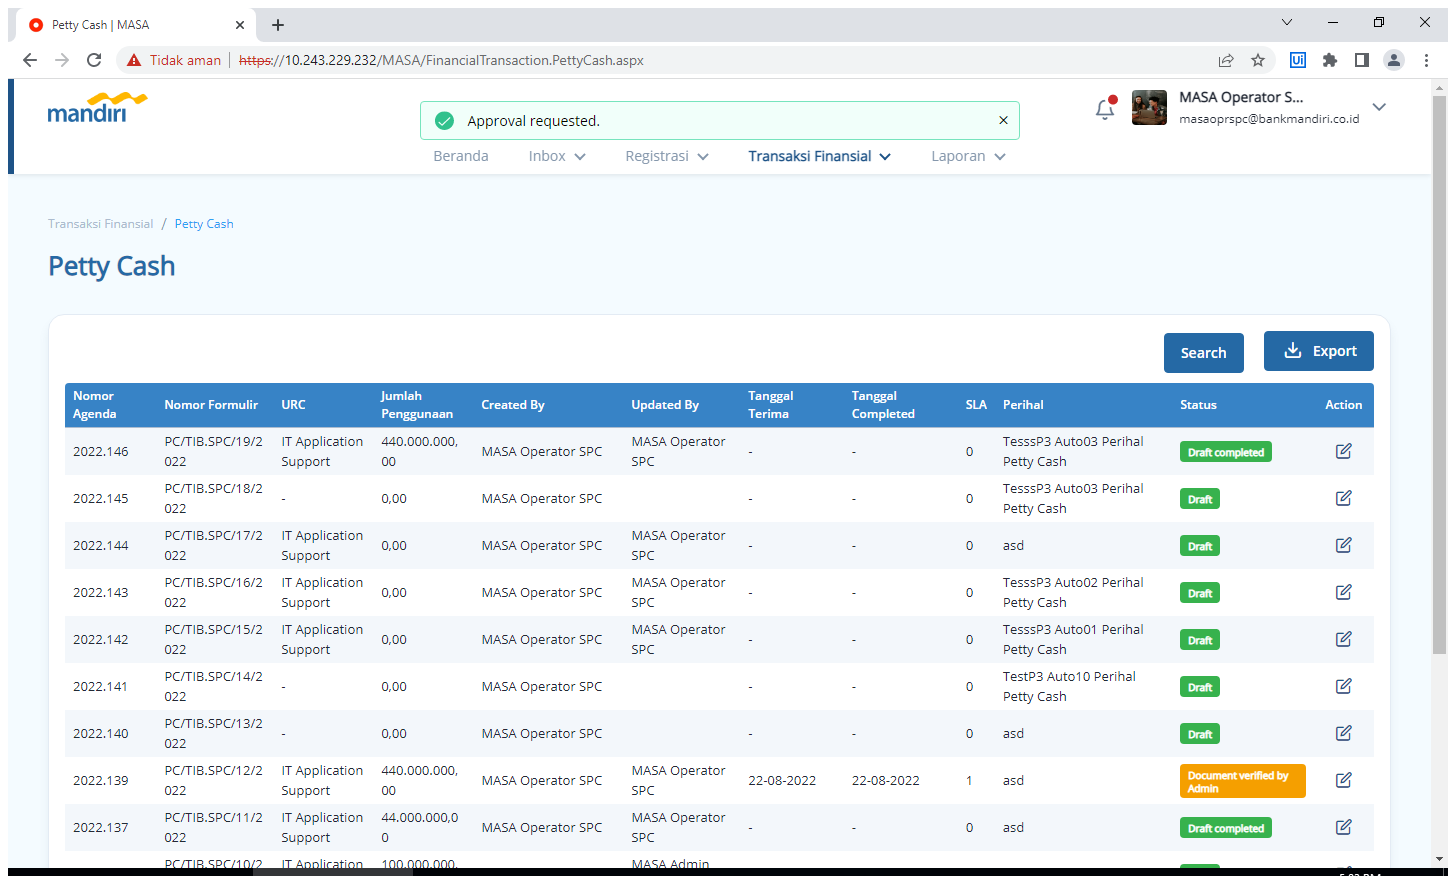 Petty Cash | MASA
Tidak aman
https://10.243.229.232/MASA/FinancialTransaction.PettyCash.aspx
Ui
mandırı
Approval requested.
MASA Operator S...
masaoprspc@bankmandiri.co.id
Beranda Inbox Registrasi Transaksi Finansial Laporan
Transaksi Finansial / Petty Cash
Petty Cash
Search Export
Nomor Agenda Nomor Formulir URC Jumlah Penggunaan Created By Updated By Tanggal Terima Tanggal Completed SLA Perihal Status Action
2022.146 PC/TIB.SPC/19/2022 IT Application Support 440.000.000,00 MASA Operator SPC MASA Operator SPC - - 0 TesssP3 Auto03 Perihal Petty Cash Draft completed
2022.145 PC/TIB.SPC/18/2022 - 0,00 MASA Operator SPC - - 0 TesssP3 Auto03 Perihal Petty Cash Draft
2022.144 PC/TIB.SPC/17/2022 IT Application Support 0,00 MASA Operator SPC MASA Operator SPC - - 0 asd Draft
2022.143 PC/TIB.SPC/16/2022 IT Application Support 0,00 MASA Operator SPC MASA Operator SPC - - 0 TesssP3 Auto02 Perihal Petty Cash Draft
2022.142 PC/TIB.SPC/15/2022 IT Application Support 0,00 MASA Operator SPC MASA Operator SPC - - 0 TesssP3 Auto01 Perihal Petty Cash Draft
2022.141 PC/TIB.SPC/14/2022 - 0,00 MASA Operator SPC - - 0 TestP3 Auto10 Perihal Petty Cash Draft
2022.140 PC/TIB.SPC/13/2022 - 0,00 MASA Operator SPC - - 0 asd Draft
2022.139 PC/TIB.SPC/12/2022 IT Application Support 440.000.000,00 MASA Operator SPC MASA Operator SPC 22-08-2022 22-08-2022 1 asd Document verified by Admin
2022.137 PC/TIB.SPC/11/2022 IT Application Support 44.000.000,00 MASA Operator SPC MASA Operator SPC - - 0 asd Draft completed
PC/TIB.SPC/10/2 IT Application 100.000.000, MASA Admin